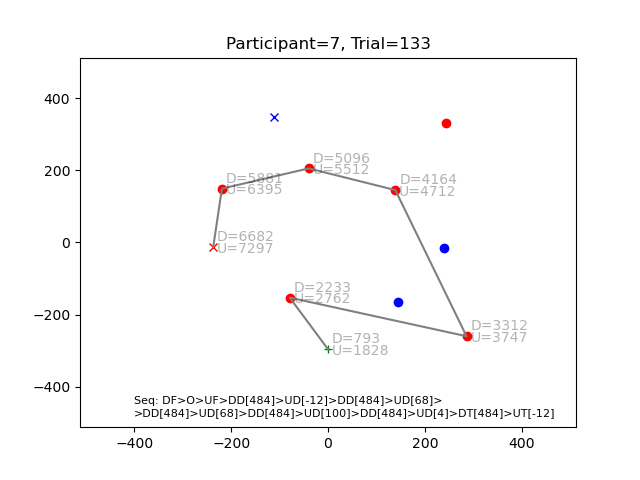 Participant=7, Trial=133
400
200
0
−200
−400
D=5096
U=5512
D=5881
U=6395
D=4164
U=4712
D=6682
U=7297
D=2233
U=2762
D=3312
U=3747
D=793
U=1828
Seq: DF>O>UF>DD[484]>UD[-12]>DD[484]>UD[68]>
>DD[484]>UD[68]>DD[484]>UD[100]>DD[484]>UD[4]>DT[484]>UT[-12]
−400 −200 0 200 400